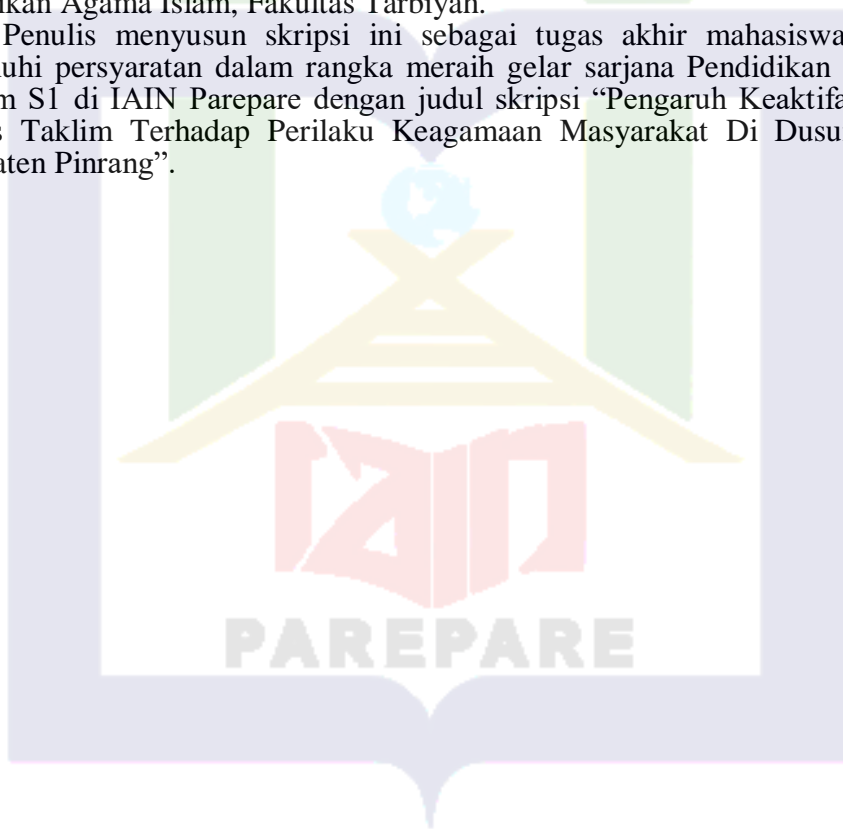 ikan Agama Islam, Fakultas Tarbiyah.
Penulis menyusun skripsi ini sebagai tugas akhir mahasiswa
uhi persyaratan dalam rangka meraih gelar sarjana Pendidikan
m S1 di IAIN Parepare dengan judul skripsi “Pengaruh Keaktifa
s Taklim Terhadap Perilaku Keagamaan Masyarakat Di Dusu
aten Pinrang”.
iain
PAREPARE